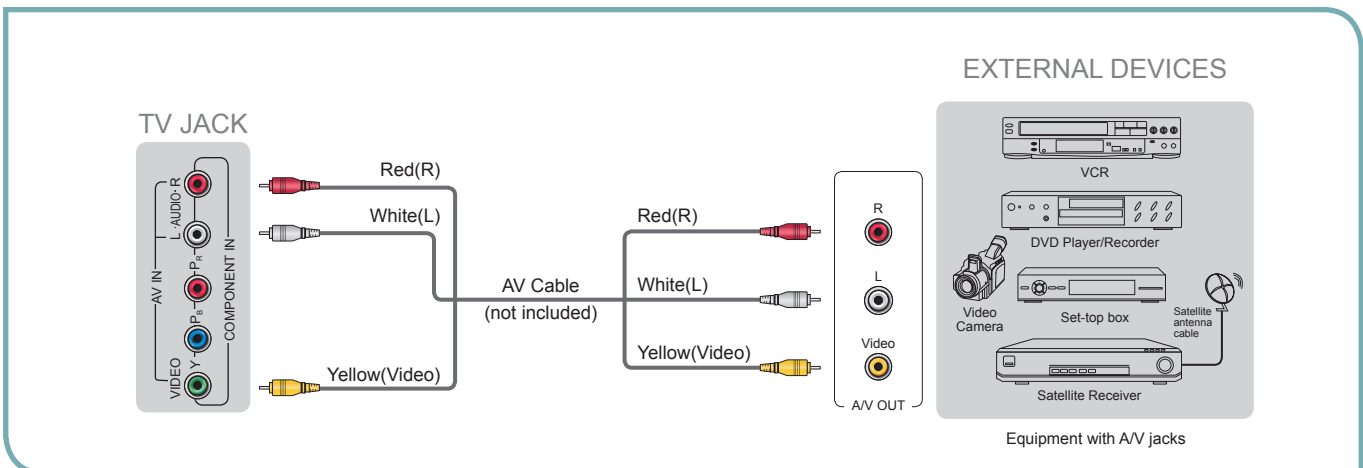 EXTERNAL DEVICES
TV JACK
AV IN
VIDEO
L -AUDIO- R
Y
PB
PR
COMPONENT IN
Red(R)
White(L)
Yellow(Video)
AV Cable
(not included)
Red(R)
White(L)
Yellow(Video)
R
L
Video
A/V OUT
VCR
DVD Player/Recorder
Video
Camera
Set-top box
Satellite
antenna
cable
Satellite Receiver
Equipment with A/V jacks